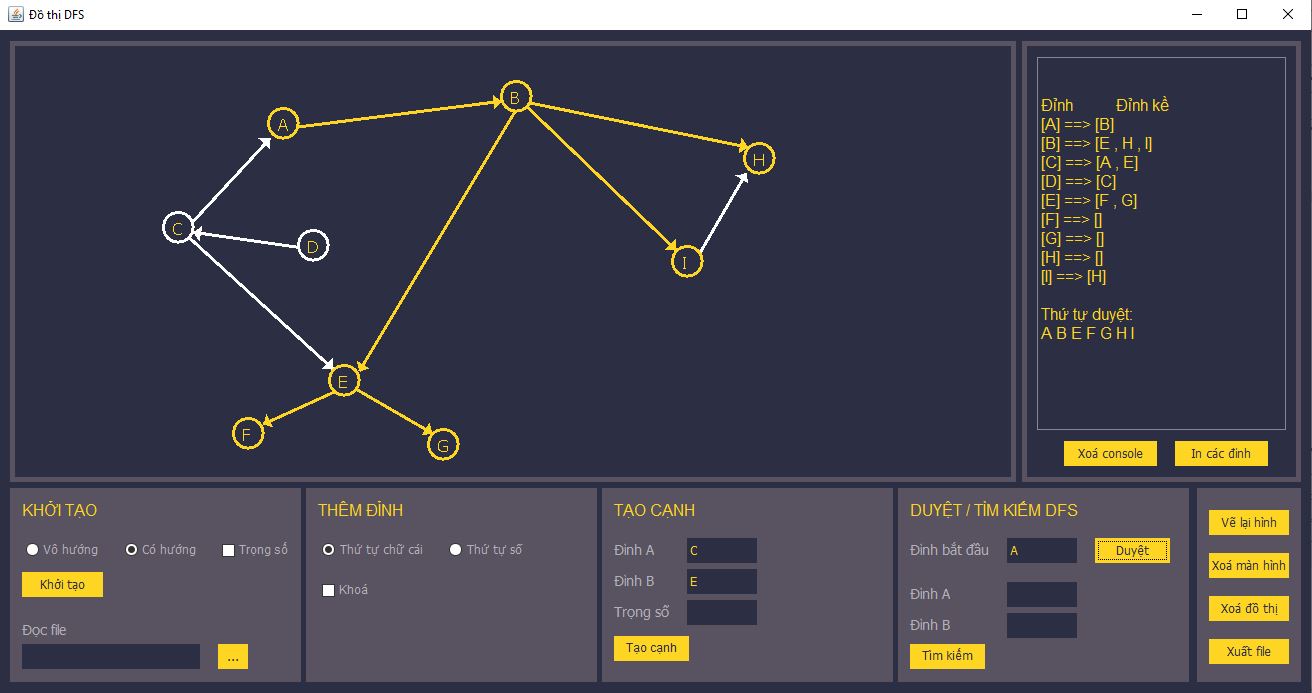 Đồ thị DFS
A
B
H
C
D
I
E
F
G
Đỉnh Đỉnh kề
[A] ==> [B]
[B] ==> [E , H , I]
[C] ==> [A , E]
[D] ==> [C]
[E] ==> [F , G]
[F] ==> []
[G] ==> []
[H] ==> []
[I] ==> [H]
Thứ tự duyệt:
A B E F G H I
Xoá console In các đỉnh
KHỞI TẠO
Vô hướng Có hướng Trọng số
Khởi tạo
Đọc file
...
THÊM ĐỈNH
Thứ tự chữ cái Thứ tự số
Khoá
TẠO CẠNH
Đỉnh A C
Đỉnh B E
Trọng số
Tạo cạnh
DUYỆT / TÌM KIẾM DFS
Đỉnh bắt đầu A Duyệt
Đỉnh A
Đỉnh B
Tìm kiếm
Vẽ lại hình
Xoá màn hình
Xoá đồ thị
Xuất file